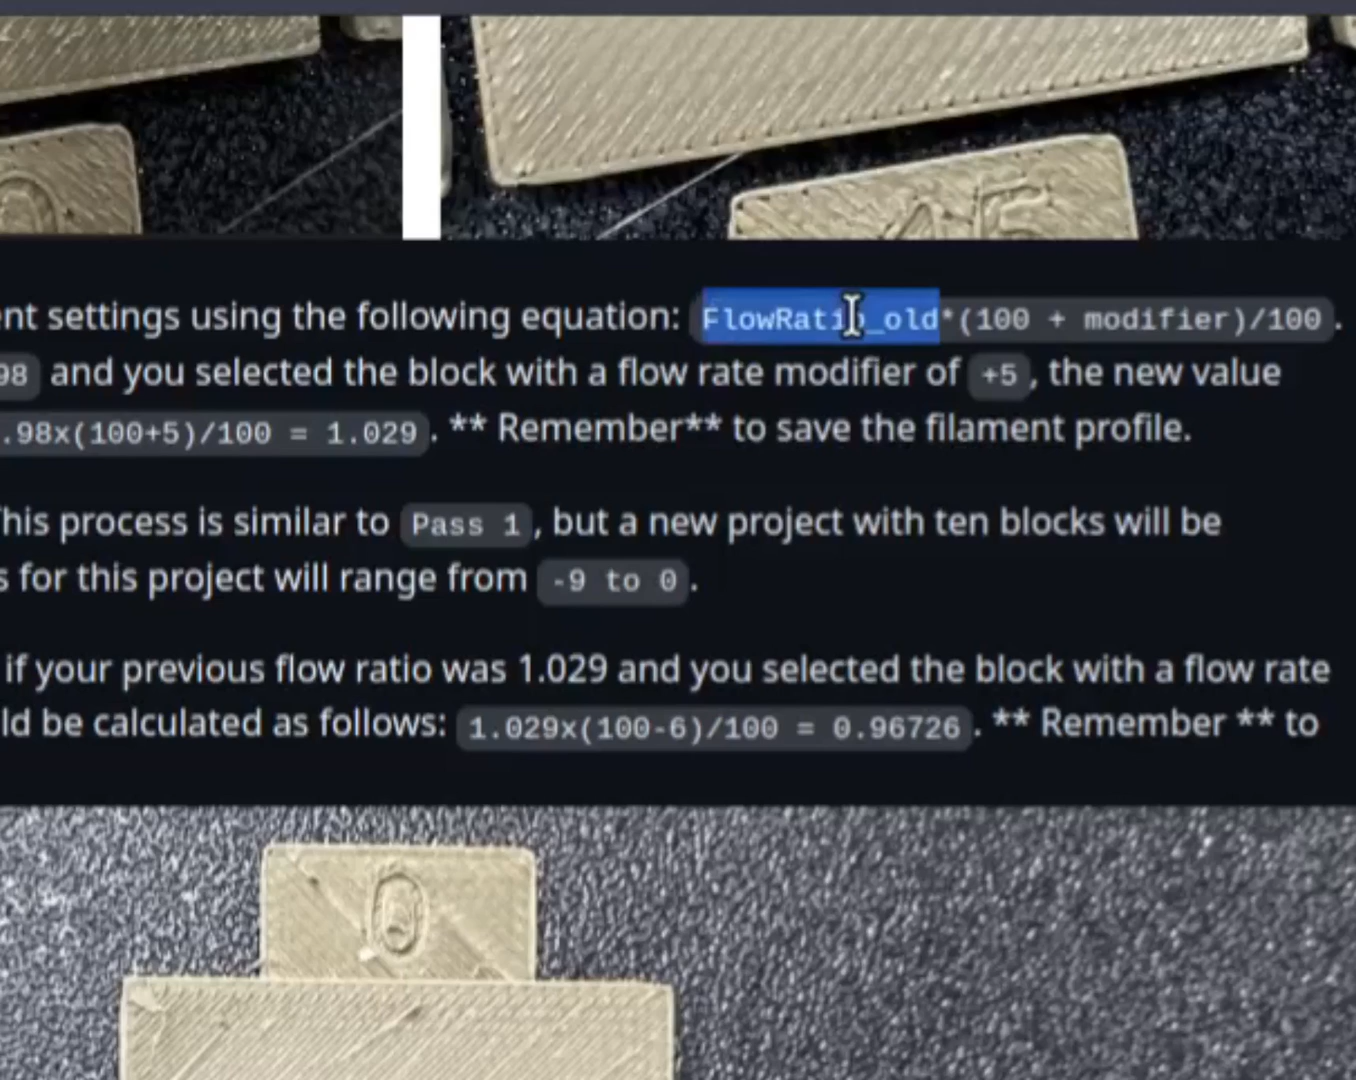 +5
nt settings using the following equation: FlowRatio_old*(100 + modifier)/100.
98 and you selected the block with a flow rate modifier of +5, the new value
.98x(100+5)/100 = 1.029. ** Remember** to save the filament profile.
his process is similar to Pass 1, but a new project with ten blocks will be
s for this project will range from -9 to 0.
if your previous flow ratio was 1.029 and you selected the block with a flow rate
ld be calculated as follows: 1.029x(100-6)/100 = 0.96726. ** Remember ** to
0